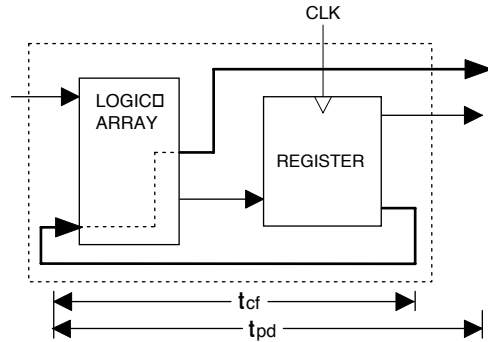 CLK
LOGIC□
ARRAY
REGISTER
tcf
tpd